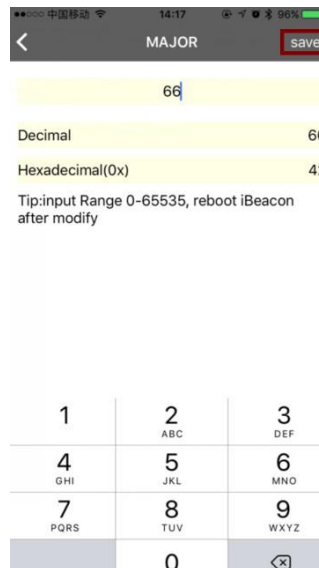 中国移动 14:17 96%
MAJOR save
66
Decimal 6
Hexadecimal(0x) 4
Tip:input Range 0-65535, reboot iBeacon
after modify
1 2 3
ABC DEF
4 5 6
GHI JKL MNO
7 8 9
PQRS TUV WXYZ
0